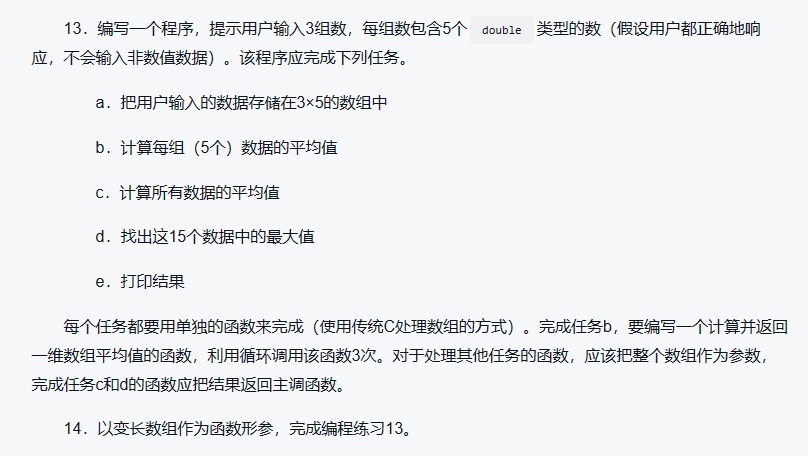 13．编写一个程序，提示用户输入3组数，每组数包含5个 double 类型的数（假设用户都正确地响
应，不会输入非数值数据）。该程序应完成下列任务。
a．把用户输入的数据存储在3×5的数组中
b．计算每组（5个）数据的平均值
c．计算所有数据的平均值
d．找出这15个数据中的最大值
e．打印结果
每个任务都要用单独的函数来完成（使用传统C处理数组的方式）。完成任务b，要编写一个计算并返回
一维数组平均值的函数，利用循环调用该函数3次。对于处理其他任务的函数，应该把整个数组作为参数，
完成任务c和d的函数应把结果返回主调函数。
14．以变长数组作为函数形参，完成编程练习13。